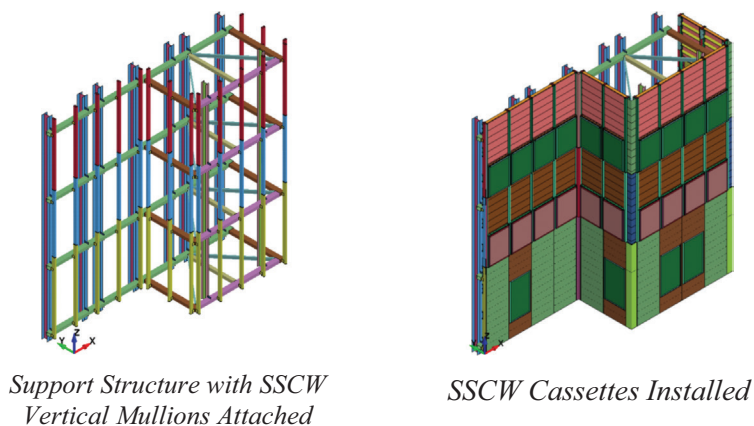 Z
Y
X
Z
Y
X
Support Structure with SSCW
Vertical Mullions Attached
SSCW Cassettes Installed